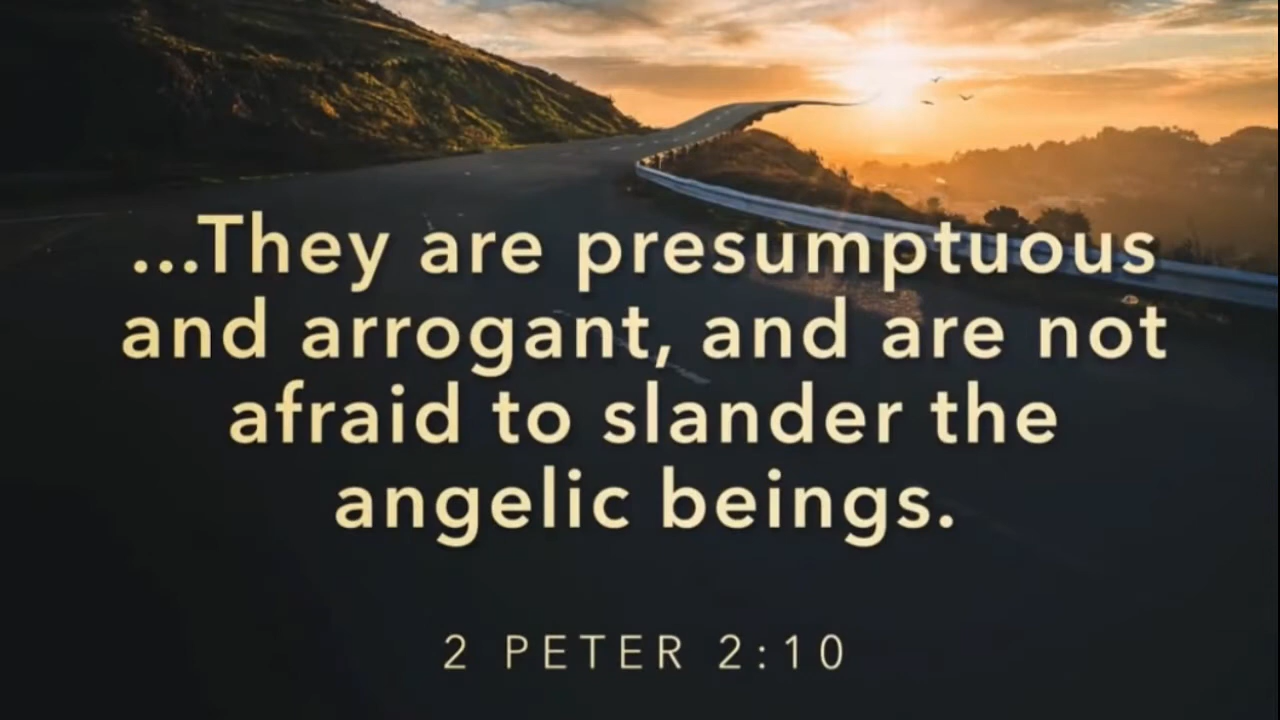 ...They are presumptuous
and arrogant, and are not
afraid to slander the
angelic beings.
2 PETER 2:10